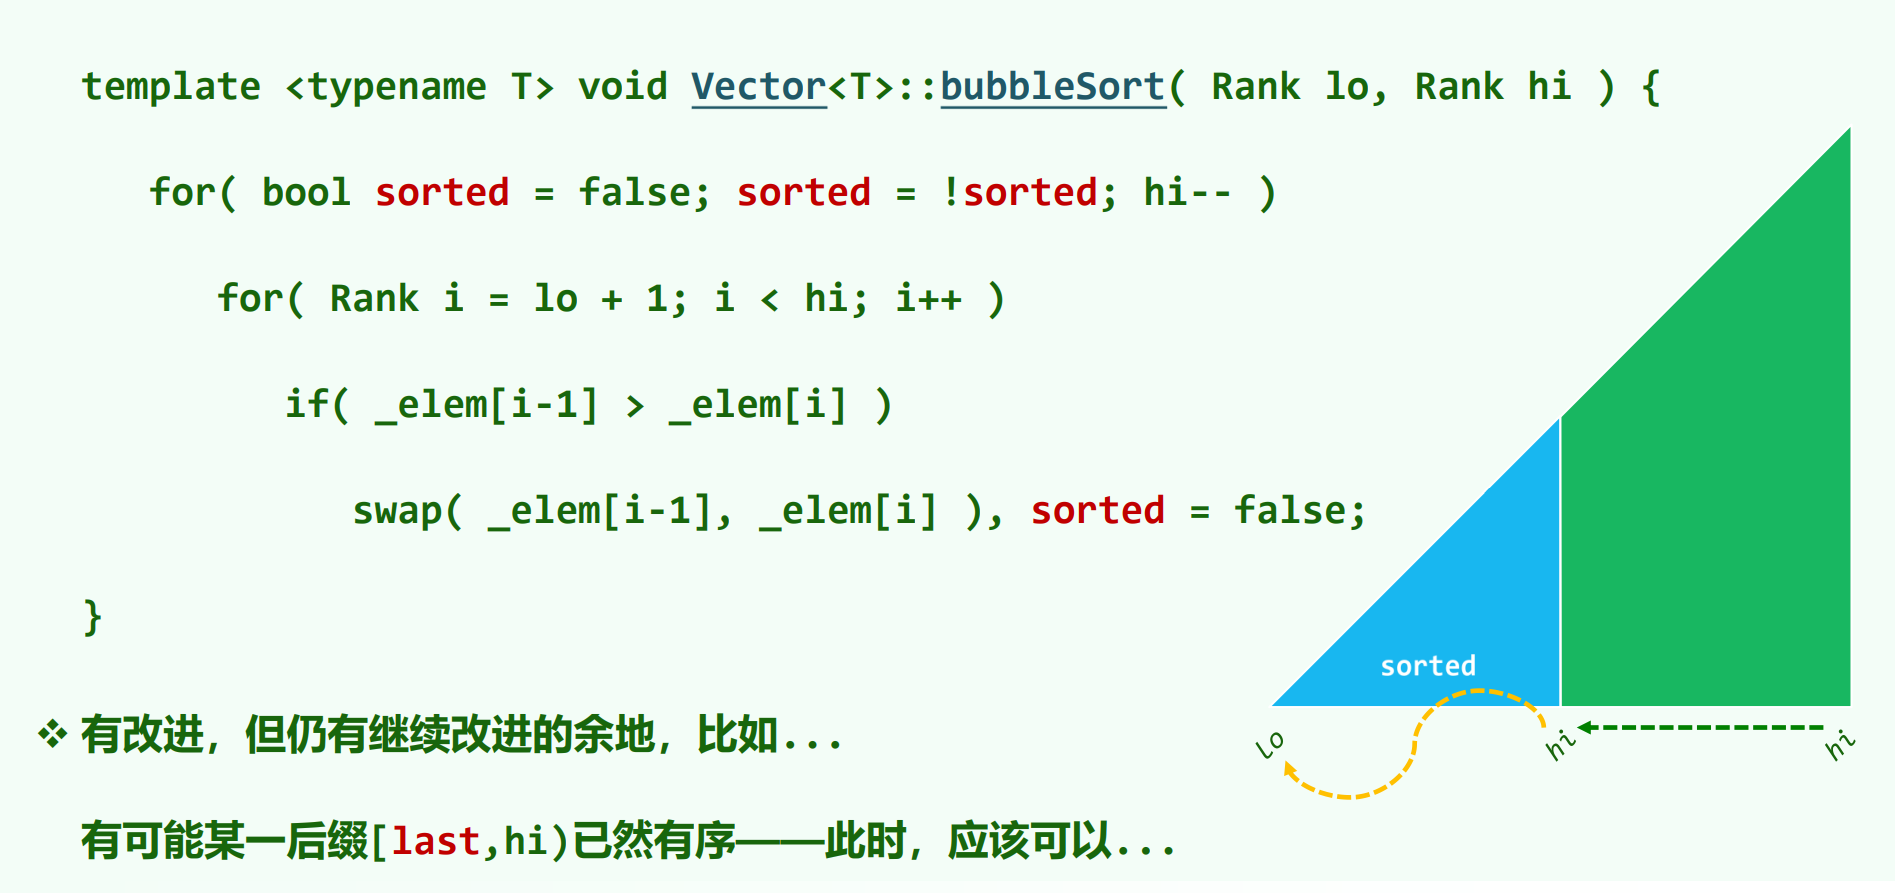 template <typename T> void Vector<T>::bubbleSort( Rank lo, Rank hi ) {
for( bool sorted = false; sorted = !sorted; hi-- )
for( Rank i = lo + 1; i < hi; i++ )
if( _elem[i-1] > _elem[i] )
swap( _elem[i-1], _elem[i] ), sorted = false;
}
sorted
lo
hi
hi
❖ 有改进，但仍有继续改进的余地，比如...
有可能某一后缀[last,hi)已然有序——此时，应该可以...